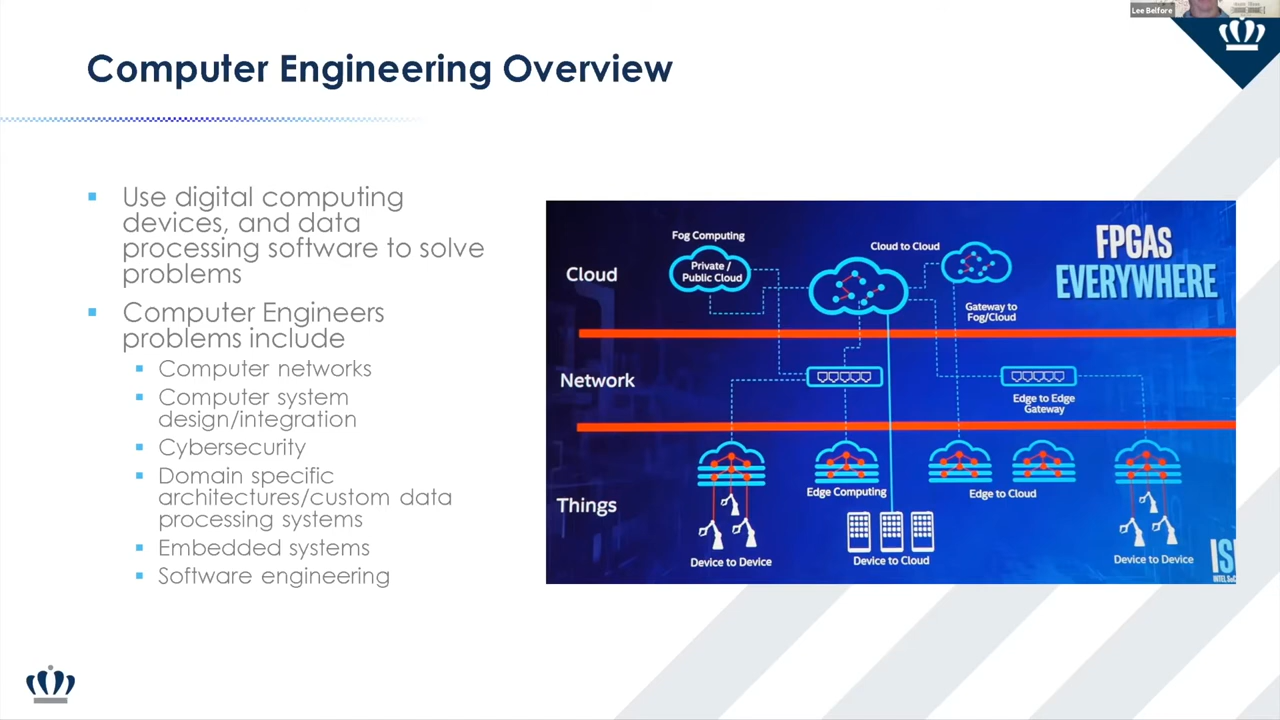 Lee Belfore
Computer Engineering Overview
Use digital computing
devices, and data
processing software to solve
problems
Computer Engineers
problems include
Computer networks
Computer system
design/integration
Cybersecurity
Domain specific
architectures/custom data
processing systems
Embedded systems
Software engineering
FPGAs
EVERYWHERE
Cloud
Fog Computing
Private /
Public Cloud
Cloud to Cloud
Gateway to
Fog/Cloud
Network
Edge to Edge
Gateway
Things
Edge Computing
Edge to Cloud
Device to Device
Device to Cloud
Device to Device